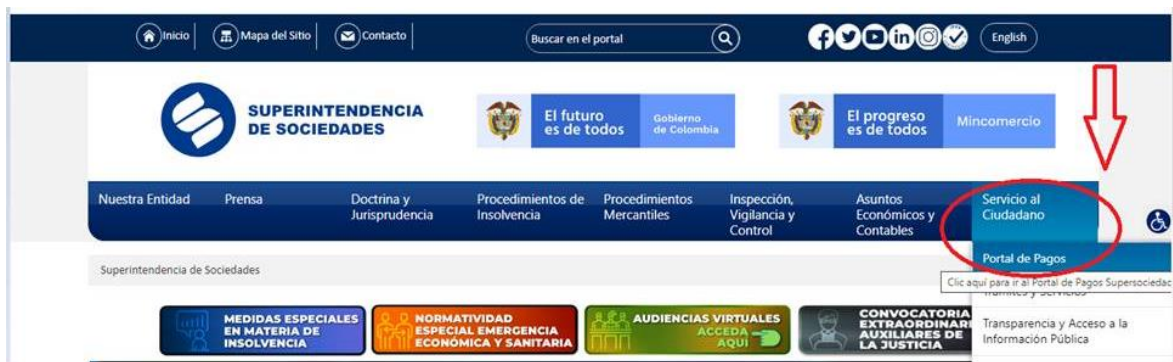 Inicio
Mapa del Sitio
Contacto
Buscar en el portal
English
SUPERINTENDENCIA
DE SOCIEDADES
El futuro
es de todos
Gobierno
de Colombia
El progreso
es de todos
Mincomercio
Nuestra Entidad
Prensa
Doctrina y
Jurisprudencia
Procedimientos de
Insolvencia
Procedimientos
Mercantiles
Inspección,
Vigilancia y
Control
Asuntos
Económicos y
Contables
Servicio al
Ciudadano
Portal de Pagos
Superintendencia de Sociedades
Clic aquí para ir al Portal de Pagos Supersociedad
Trámites y Servicios
MEDIDAS ESPECIALES
EN MATERIA DE
INSOLVENCIA
NORMATIVIDAD
ESPECIAL EMERGENCIA
ECONÓMICA Y SANITARIA
AUDIENCIAS VIRTUALES
ACCEDA
AQUÍ
CONVOCATORIA
EXTRAORDINARI
AUXILIARES DE
LA JUSTICIA
Transparencia y Acceso a la
Información Pública